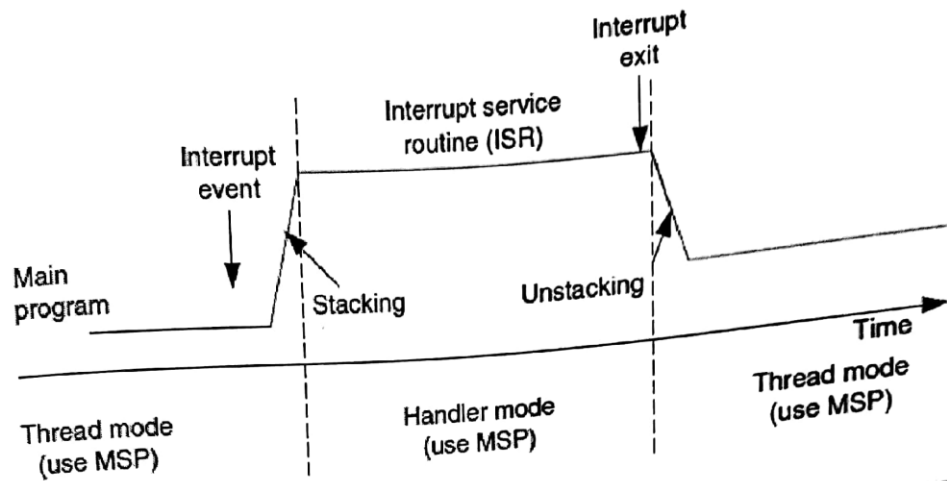 Interrupt
exit
Interrupt service
routine (ISR)
Interrupt
event
Main
program
Stacking
Unstacking
Time
Thread mode
(use MSP)
Handler mode
(use MSP)
Thread mode
(use MSP)